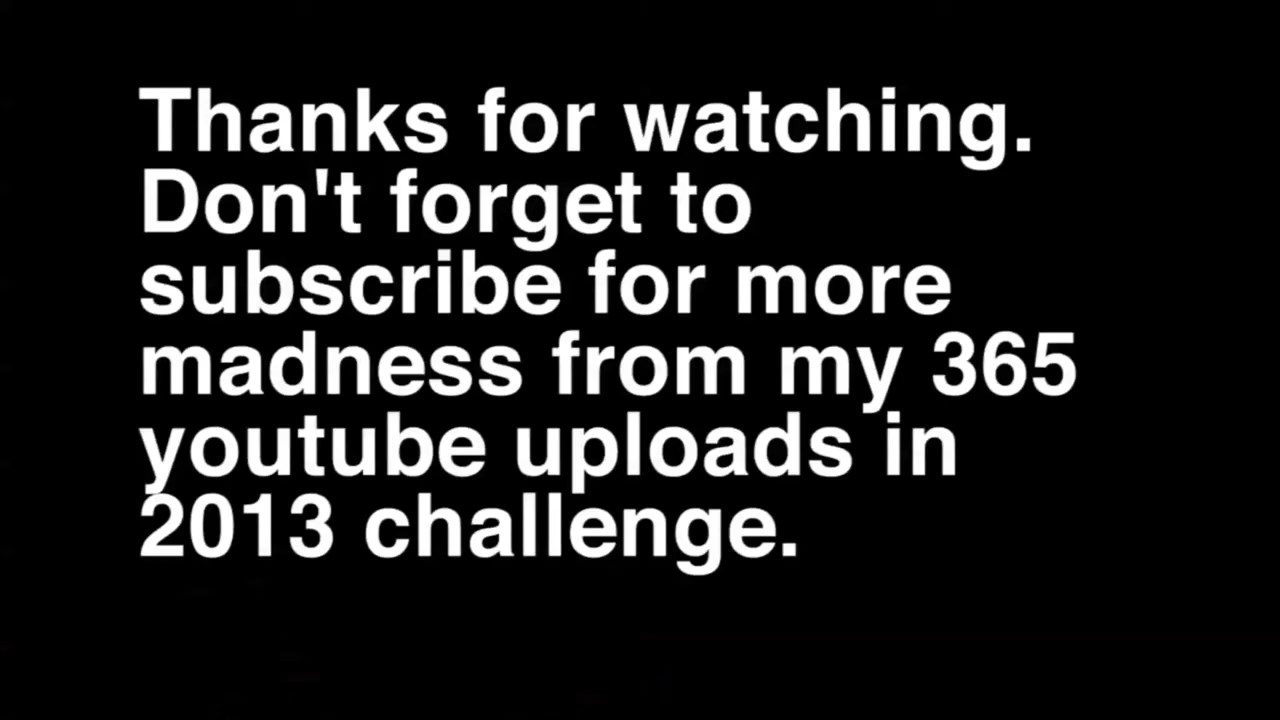 Thanks for watching.
Don't forget to
subscribe for more
madness from my 365
youtube uploads in
2013 challenge.